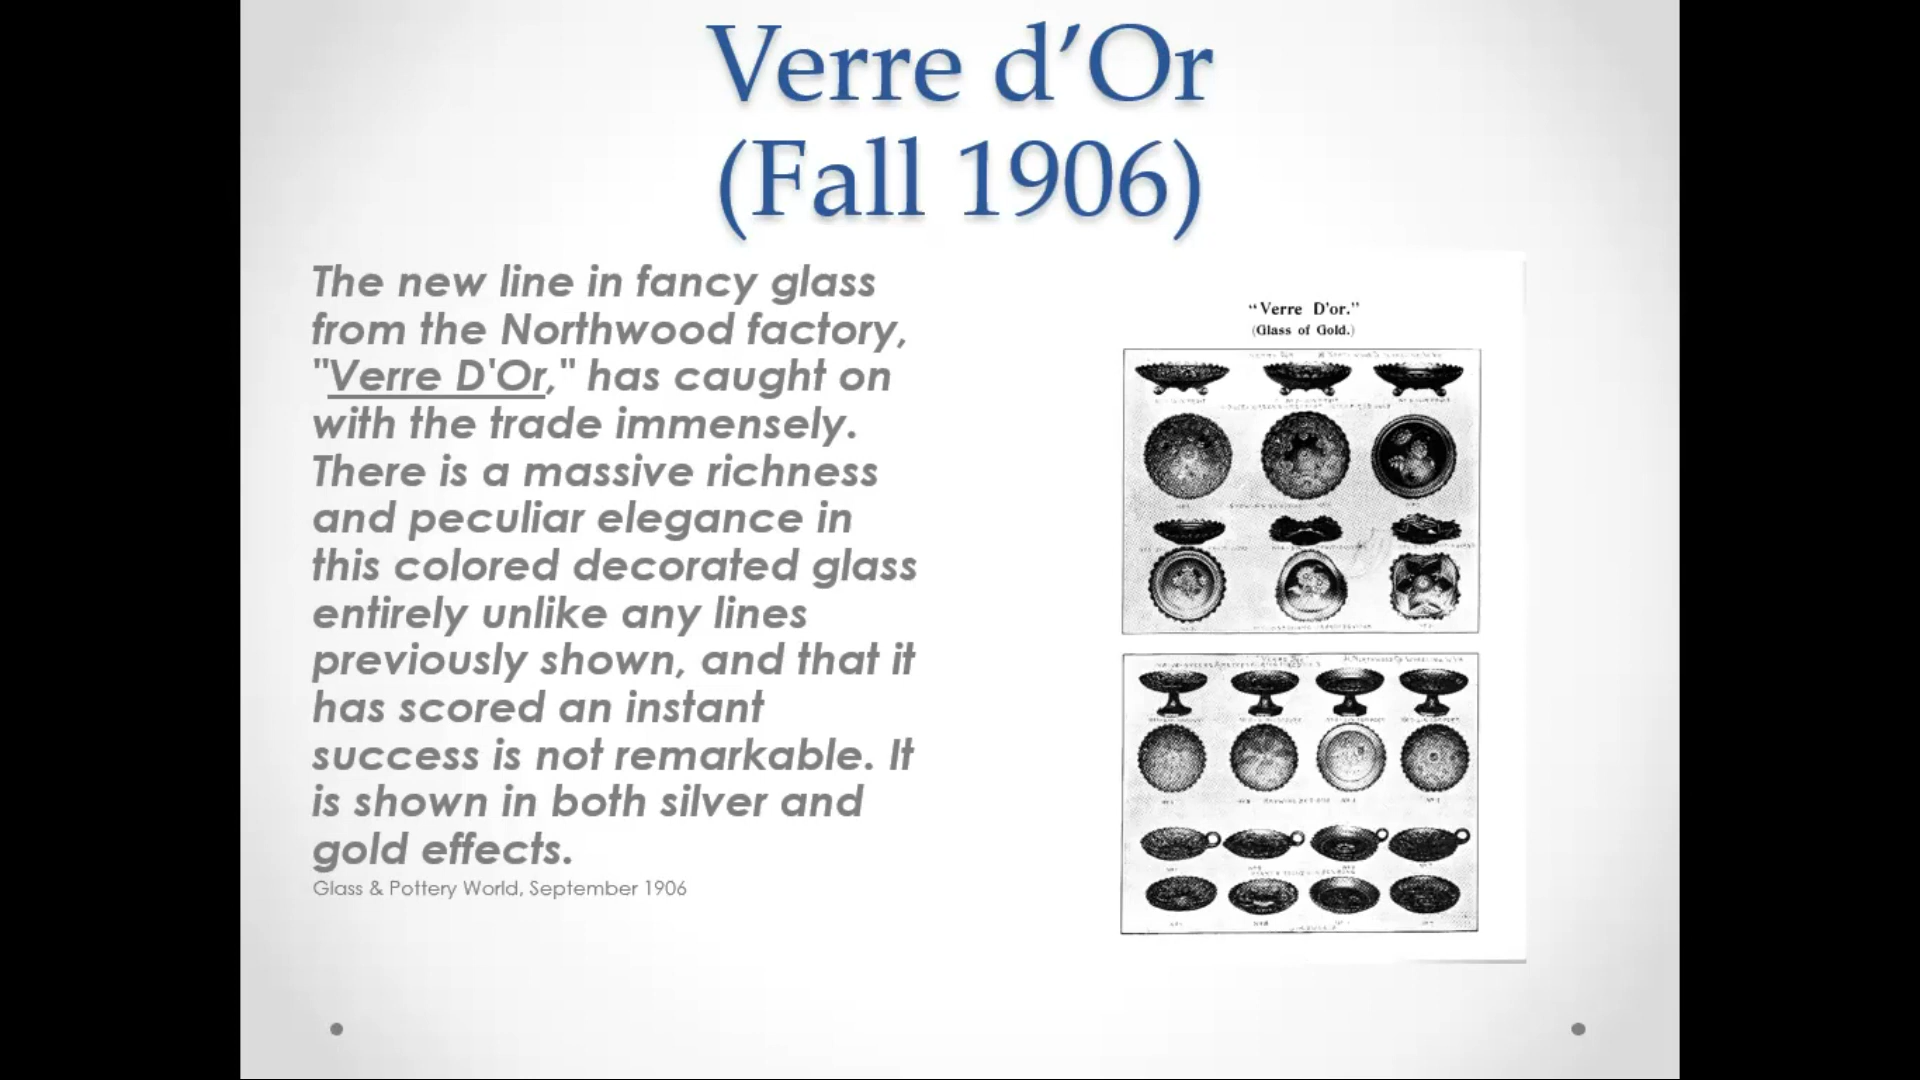 Verre d’Or
(Fall 1906)
The new line in fancy glass
from the Northwood factory,
"Verre D'Or," has caught on
with the trade immensely.
There is a massive richness
and peculiar elegance in
this colored decorated glass
entirely unlike any lines
previously shown, and that it
has scored an instant
success is not remarkable. It
is shown in both silver and
gold effects.
Glass & Pottery World, September 1906
“Verre D'or.”
(Glass of Gold.)